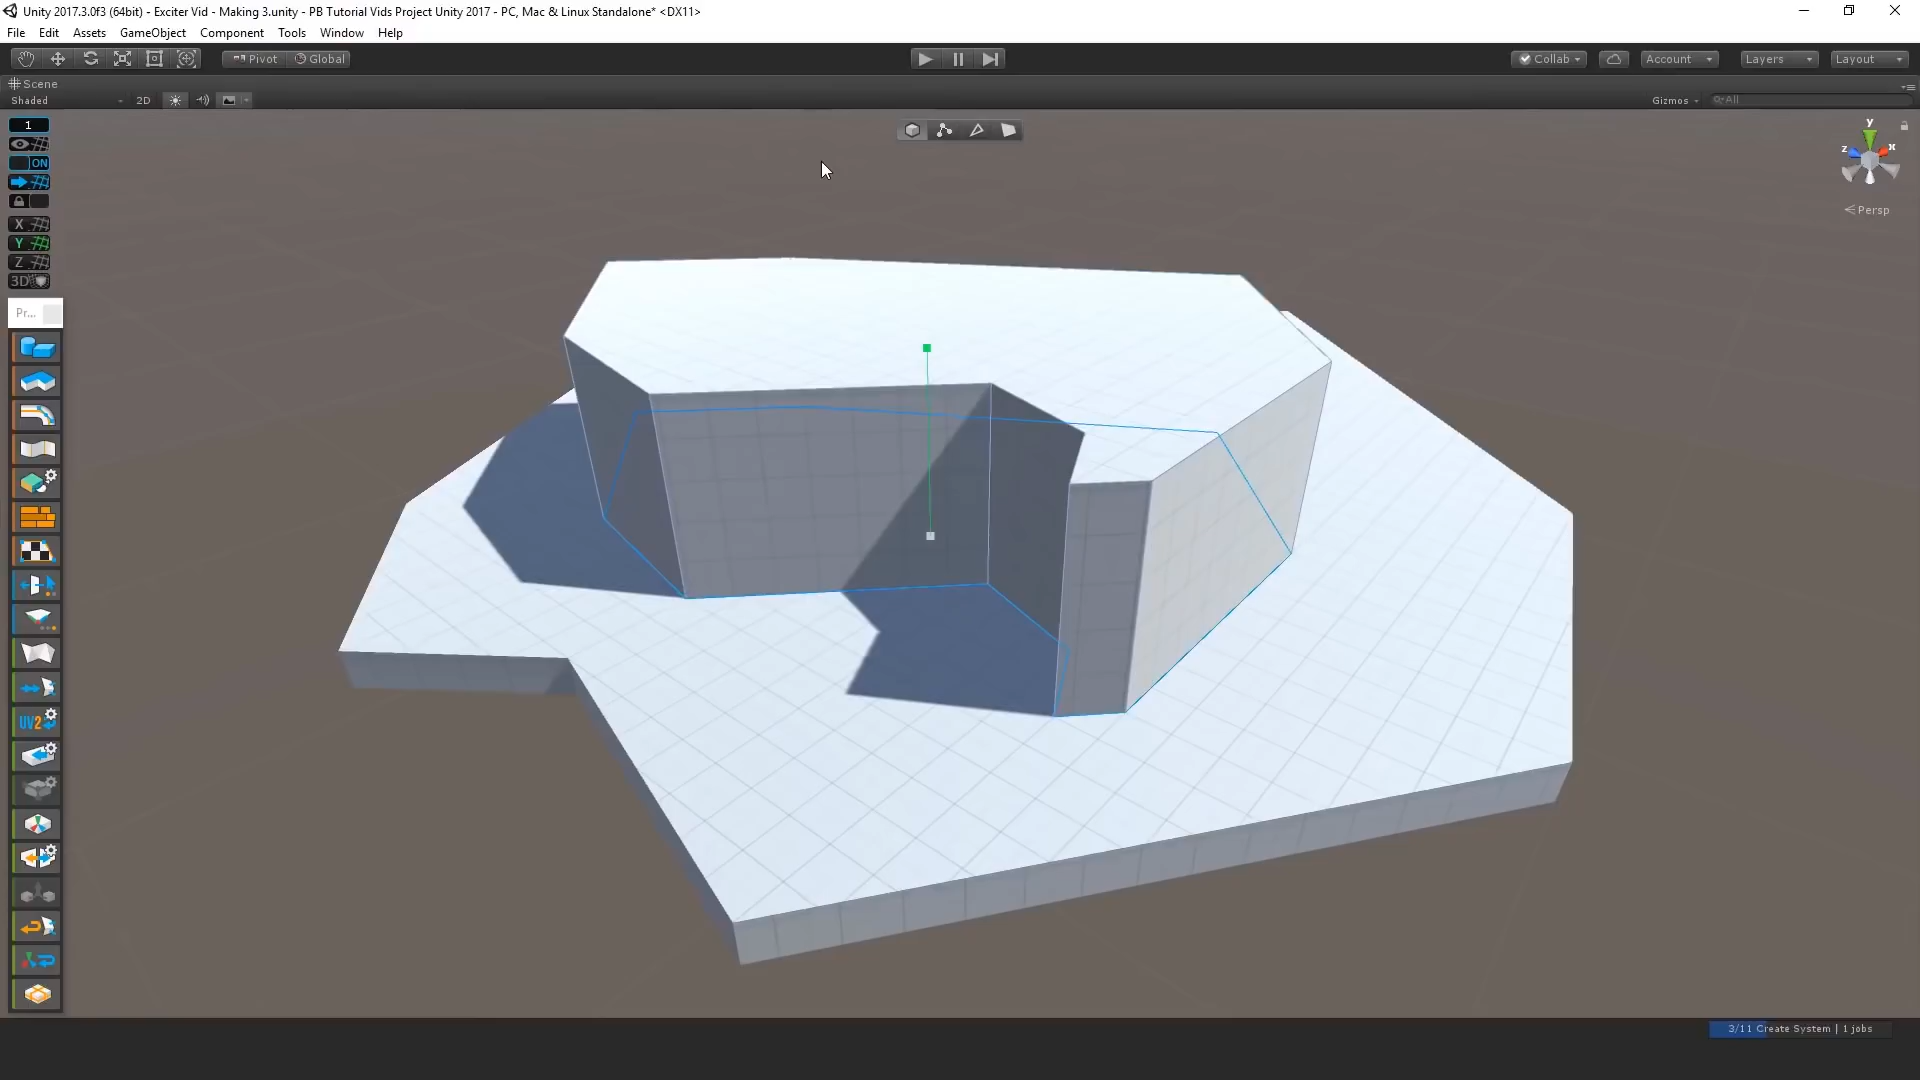 Unity 2017.3.0f3 (64bit) - Exciter Vid - Making 3.unity - PB Tutorial Vids Project Unity 2017 - PC, Mac & Linux Standalone* <DX11>
File Edit Assets GameObject Component Tools Window Help
Pivot Global Collab Account Layers Layout
Scene
Shaded 2D Gizmos All
1
ON
X
Y
Z
3D
y
z x
Persp
Pr...
UV2
3/11 Create System | 1 jobs